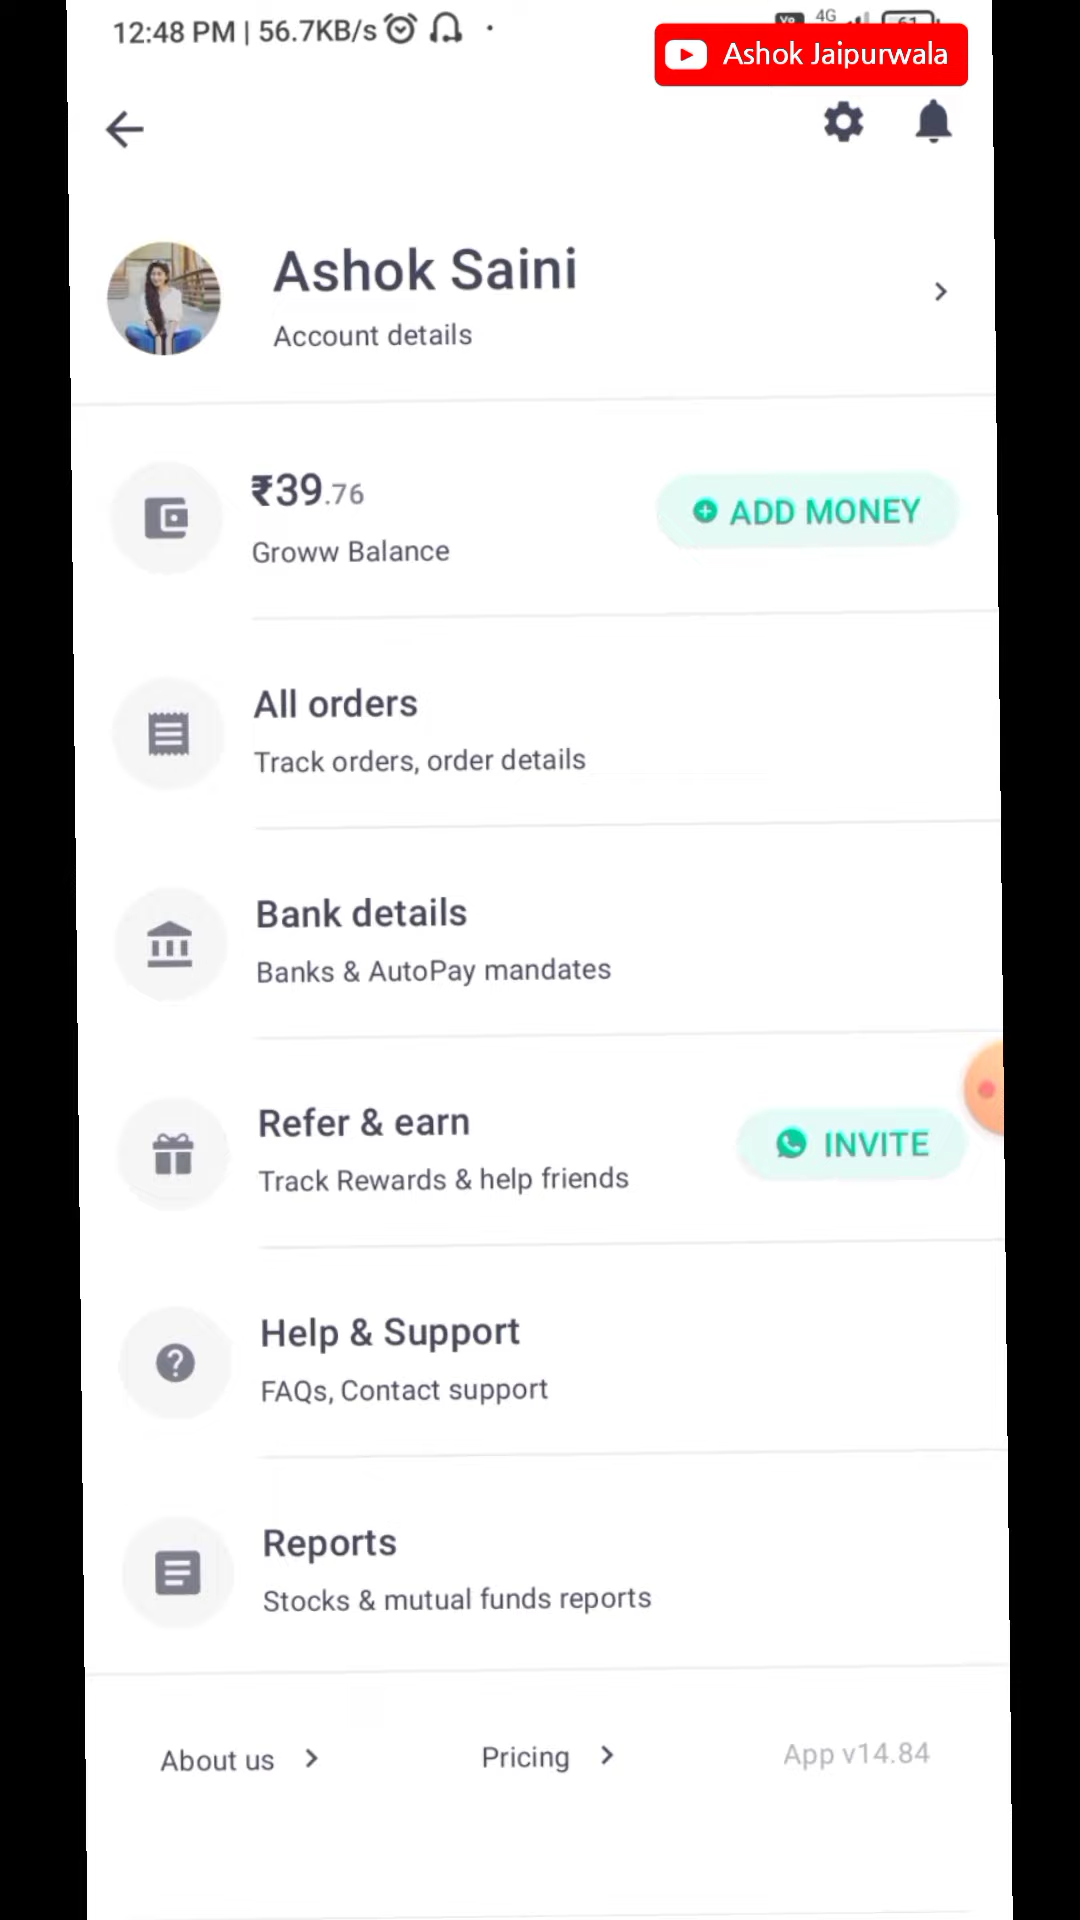 12:48 PM | 56.7KB/s
4G
Ashok Jaipurwala
Ashok Saini
Account details
₹39.76
Groww Balance
ADD MONEY
All orders
Track orders, order details
Bank details
Banks & AutoPay mandates
Refer & earn
Track Rewards & help friends
INVITE
Help & Support
FAQs, Contact support
Reports
Stocks & mutual funds reports
About us
Pricing
App v14.84